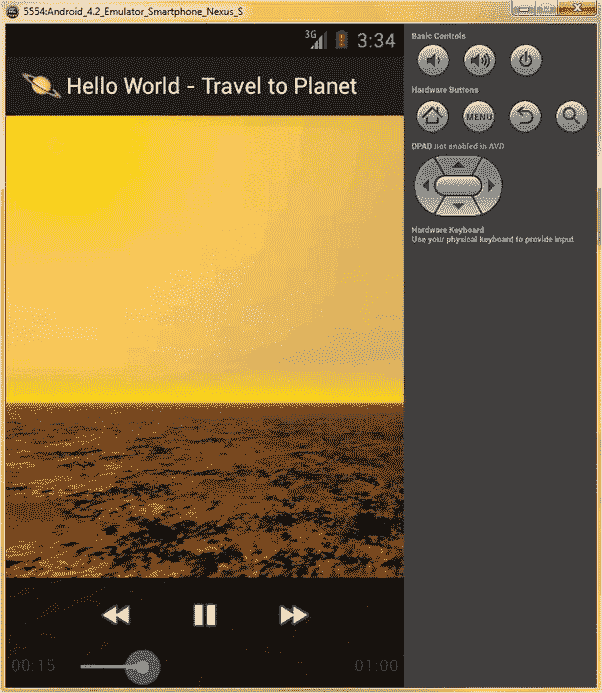 5554:Android_4.2_Emulator_Smartphone_Nexus_S
3G 3:34
Hello World - Travel to Planet
00:15
01:00
Basic Controls
Hardware Buttons
MENU
DPAD not enabled in AVD
Hardware Keyboard
Use your physical keyboard to provide input